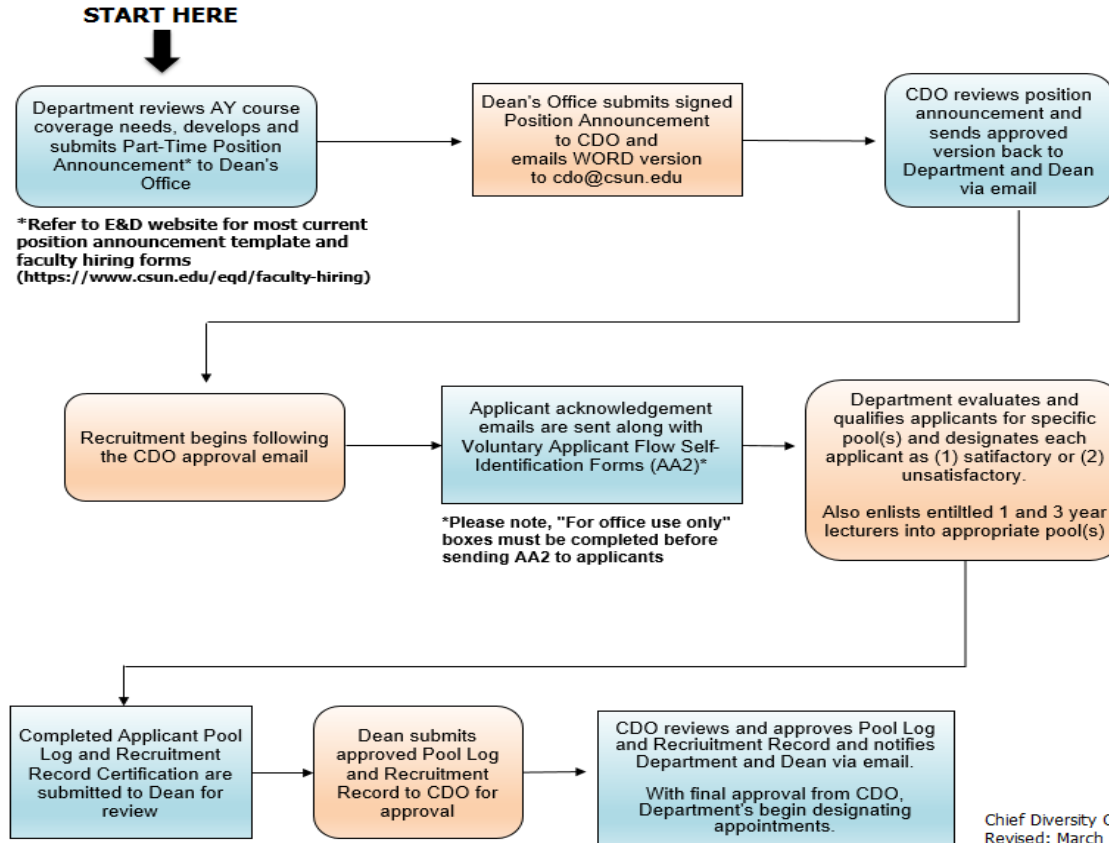 START HERE
Department reviews AY course
coverage needs, develops and
submits Part-Time Position
Announcement* to Dean's
Office
*Refer to E&D website for most current
position announcement template and
faculty hiring forms
(https://www.csun.edu/eqd/faculty-hiring)
Dean's Office submits signed
Position Announcement
to CDO and
emails WORD version
to cdo@csun.edu
CDO reviews position
announcement and
sends approved
version back to
Department and Dean
via email
Recruitment begins following
the CDO approval email
Applicant acknowledgement
emails are sent along with
Voluntary Applicant Flow Self-
Identification Forms (AA2)*
*Please note, "For office use only"
boxes must be completed before
sending AA2 to applicants
Department evaluates and
qualifies applicants for specific
pool(s) and designates each
applicant as (1) satifactory or (2)
unsatisfactory.
Also enlists entiltled 1 and 3 year
lecturers into appropriate pool(s)
Completed Applicant Pool
Log and Recruitment
Record Certification are
submitted to Dean for
review
Dean submits
approved Pool Log
and Recruitment
Record to CDO for
approval
CDO reviews and approves Pool Log
and Recriuitment Record and notifies
Department and Dean via email.
With final approval from CDO,
Department's begin designating
appointments.
Chief Diversity
Revised: March